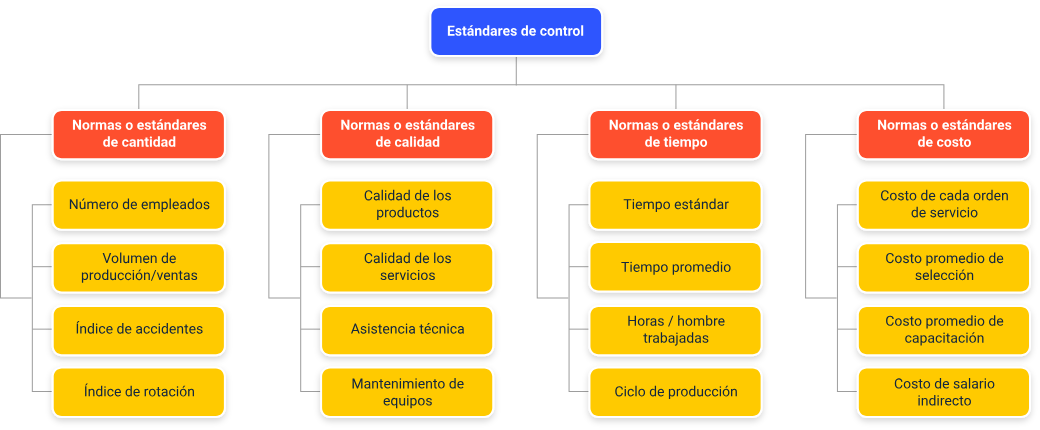 Estándares de control
Normas o estándares
de cantidad
Número de empleados
Volumen de
producción/ventas
Índice de accidentes
Índice de rotación
Normas o estándares
de calidad
Calidad de los
productos
Calidad de los
servicios
Asistencia técnica
Mantenimiento de
equipos
Normas o estándares
de tiempo
Tiempo estándar
Tiempo promedio
Horas / hombre
trabajadas
Ciclo de producción
Normas o estándares
de costo
Costo de cada orden
de servicio
Costo promedio de
selección
Costo promedio de
capacitación
Costo de salario
indirecto